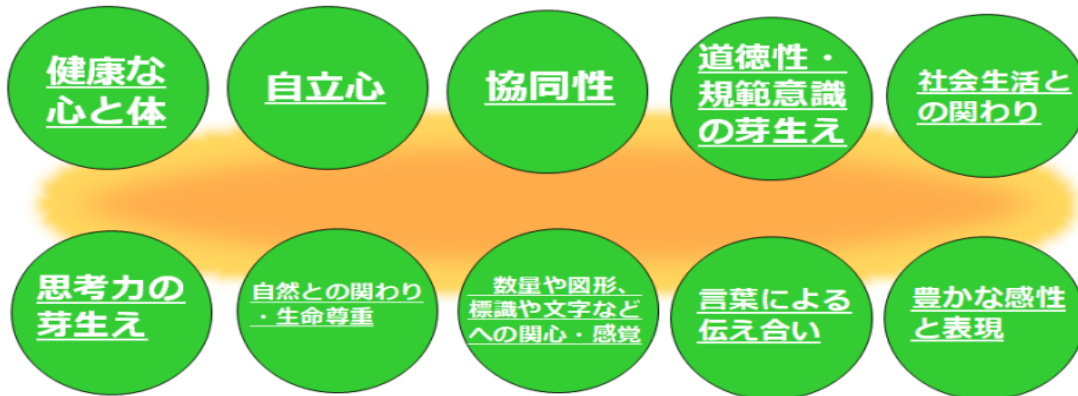 健康な
心と体
自立心
協同性
道徳性・
規範意識
の芽生え
社会生活と
の関わり
思考力の
芽生え
自然との関わり
・生命尊重
数量や図形、
標識や文字など
への関心・感覚
言葉による
伝え合い
豊かな感性
と表現